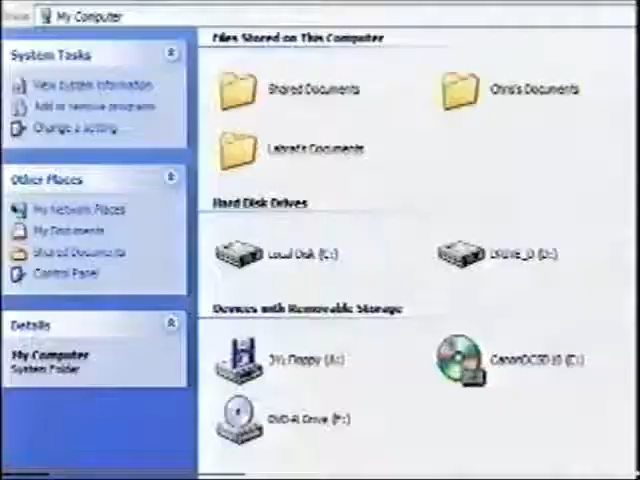 My Computer
System Tasks
View system information
Add or remove programs
Change a setting
Other Places
My Network Places
My Documents
Shared Documents
Control Panel
Details
My Computer
System Folder
Files Stored on This Computer
Shared Documents
Chris's Documents
Labrat's Documents
Hard Disk Drives
Local Disk (C:)
DRIVE_D (D:)
Devices with Removable Storage
3½ Floppy (A:)
(E:)
Drive (F:)